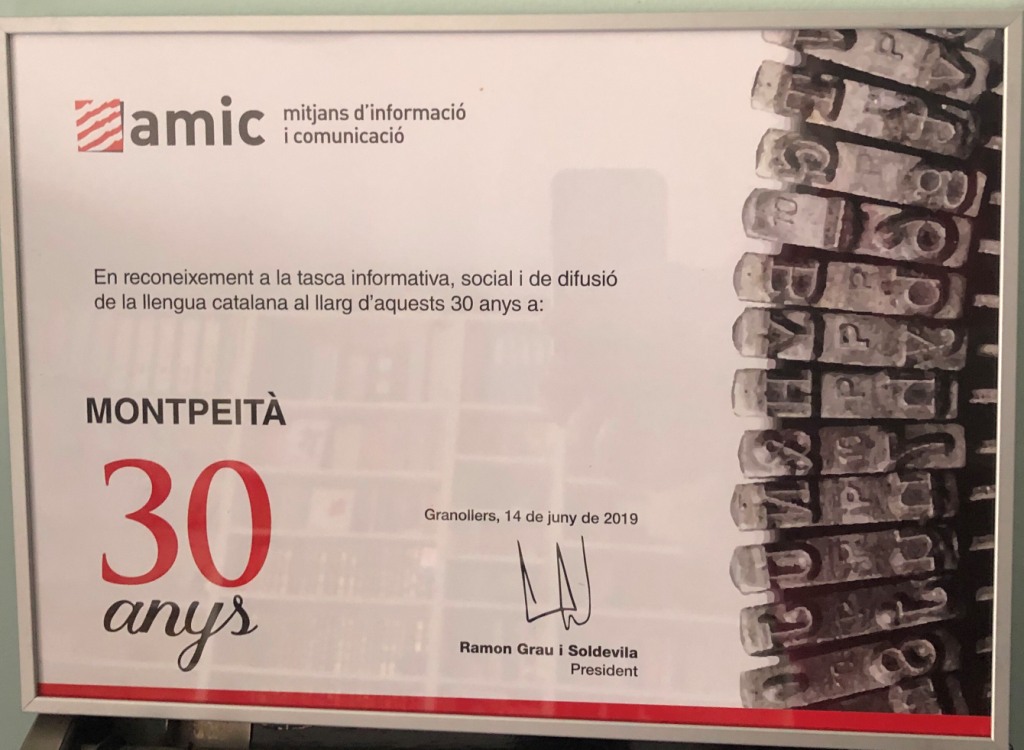 amic
mitjans d'informació
i comunicació
En reconeixement a la tasca informativa, social i de difusió
de la llengua catalana al llarg d'aquests 30 anys a:
MONTPEITÀ
30
anys
Granollers, 14 de juny de 2019
Ramon Grau i Soldevila
President